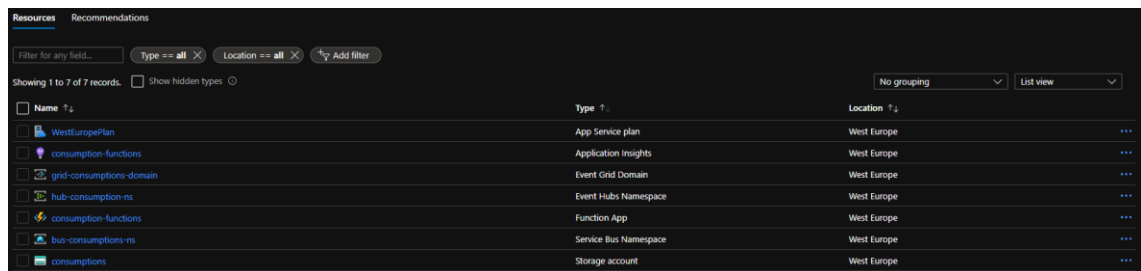 Resources Recommendations
Filter for any field... Type == all Location == all Add filter
Showing 1 to 7 of 7 records. Show hidden types No grouping List view
Name Type Location
WestEuropePlan App Service plan West Europe
consumption-functions Application Insights West Europe
grid-consumptions-domain Event Grid Domain West Europe
hub-consumption-ns Event Hubs Namespace West Europe
consumption-functions Function App West Europe
bus-consumptions-ns Service Bus Namespace West Europe
consumptions Storage account West Europe